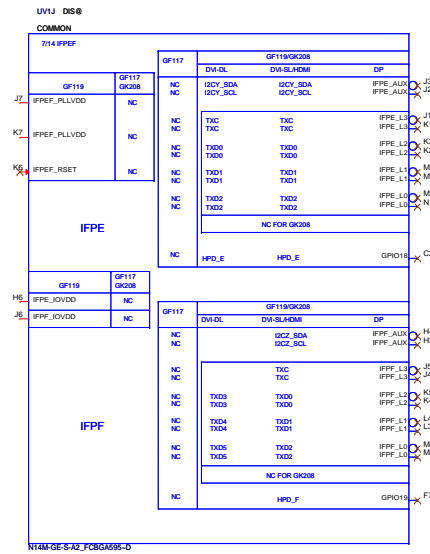 UV1J DIS@
COMMON
7/14 IFPEF
GF117 GF119/GK208
DVI-DL DVI-SL/HDMI DP
GF119 GF117 GK208
NC I2CY_SDA I2CY_SDA IFPE_AUX
NC I2CY_SCL I2CY_SCL IFPE_AUX
J7 IFPEF_PLLVDD NC
NC TXC TXC IFPE_L3
NC TXC TXC IFPE_L3
K7 IFPEF_PLLVDD NC
NC TXD0 TXD0 IFPE_L2
NC TXD0 TXD0 IFPE_L2
K6 IFPEF_RSET NC
NC TXD1 TXD1 IFPE_L1
NC TXD1 TXD1 IFPE_L1
NC TXD2 TXD2 IFPE_L0
NC TXD2 TXD2 IFPE_L0
NC FOR GK208
IFPE
NC HPD_E HPD_E GPIO18
GF119 GF117 GK208
H6 IFPE_IOVDD NC
J6 IFPF_IOVDD NC
GF117 GF119/GK208
DVI-DL DVI-SL/HDMI DP
NC I2CZ_SDA IFPF_AUX
NC I2CZ_SCL IFPF_AUX
NC TXC IFPF_L3 J5
NC TXC IFPF_L3 J4
NC TXD3 TXD0 IFPF_L2 K5
NC TXD3 TXD0 IFPF_L2 K4
NC TXD4 TXD1 IFPF_L1 L4
NC TXD4 TXD1 IFPF_L1 L3
IFPF
NC TXD5 TXD2 IFPF_L0
NC TXD5 TXD2 IFPF_L0
NC FOR GK208
NC HPD_F GPIO19
N14M-GE-S-A2_FCBGA595~D